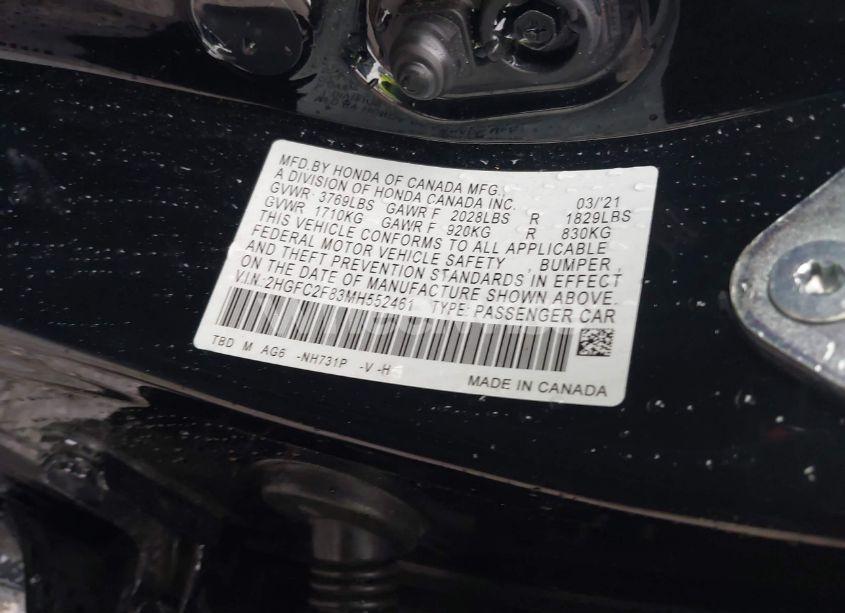 MFD.BY HONDA OF CANADA MFG.,
A DIVISION OF HONDA CANADA INC. 03/'21
GVWR 3769LBS GAWR F 2028LBS R 1829LBS
GVWR 1710KG GAWR F 920KG R 830KG
THIS VEHICLE CONFORMS TO ALL APPLICABLE
FEDERAL MOTOR VEHICLE SAFETY , BUMPER,
AND THEFT PREVENTION STANDARDS IN EFFECT
ON THE DATE OF MANUFACTURE SHOWN ABOVE.
V.I.N.:2HGFC2F83MH552461 TYPE: PASSENGER CAR
TBD M AG6 -NH731P -V -H
MADE IN CANADA